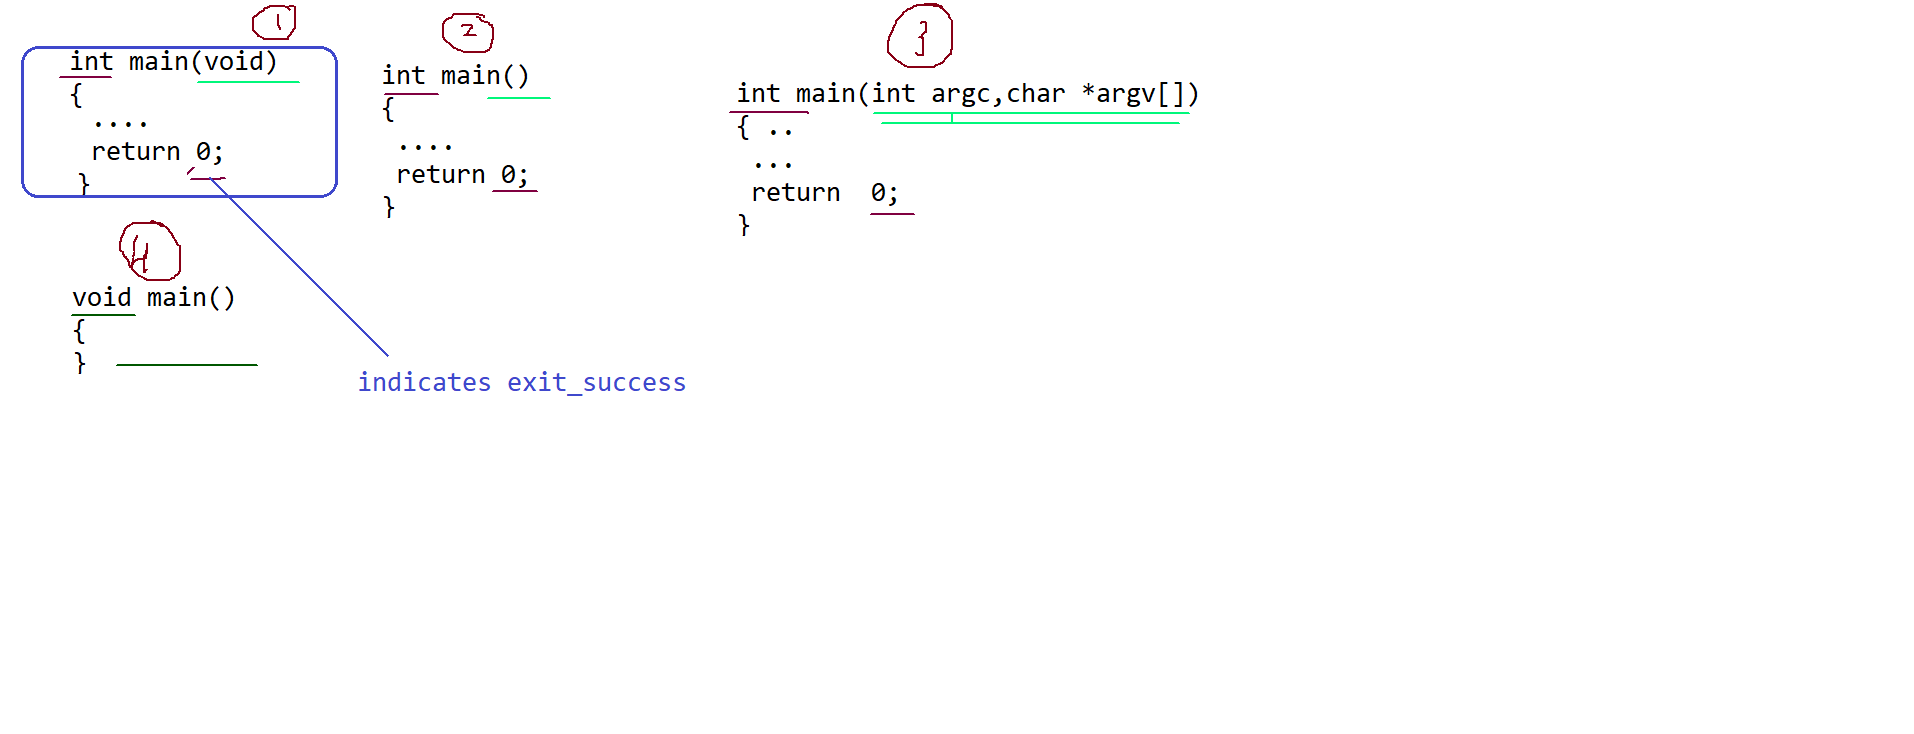 1
int main(void)
{
....
return 0;
}
2
int main()
{
....
return 0;
}
3
int main(int argc,char *argv[])
{ ..
...
return  0;
}
4
void main()
{
}
indicates exit_success